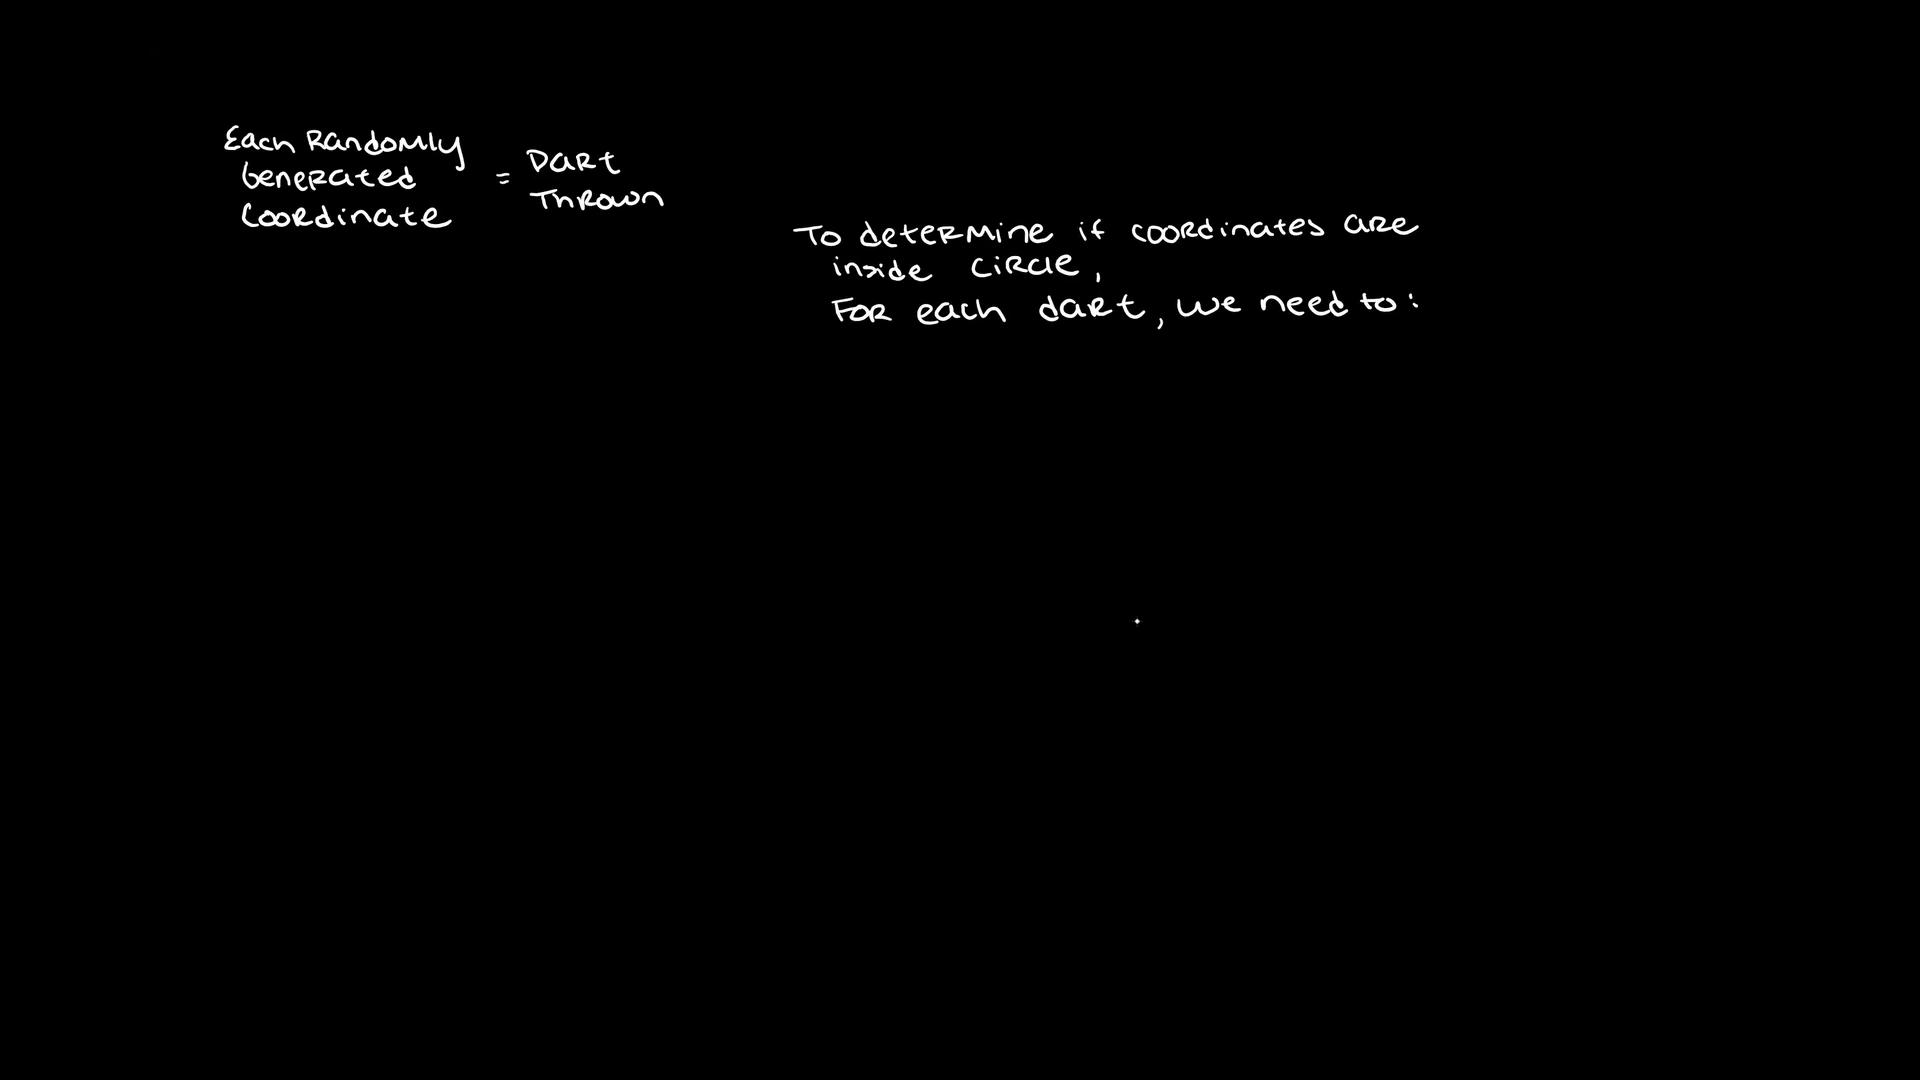 Each Randomly
Generated
Coordinate
= Dart
Thrown
To determine if coordinates are
inside circle,
For each dart, we need to: